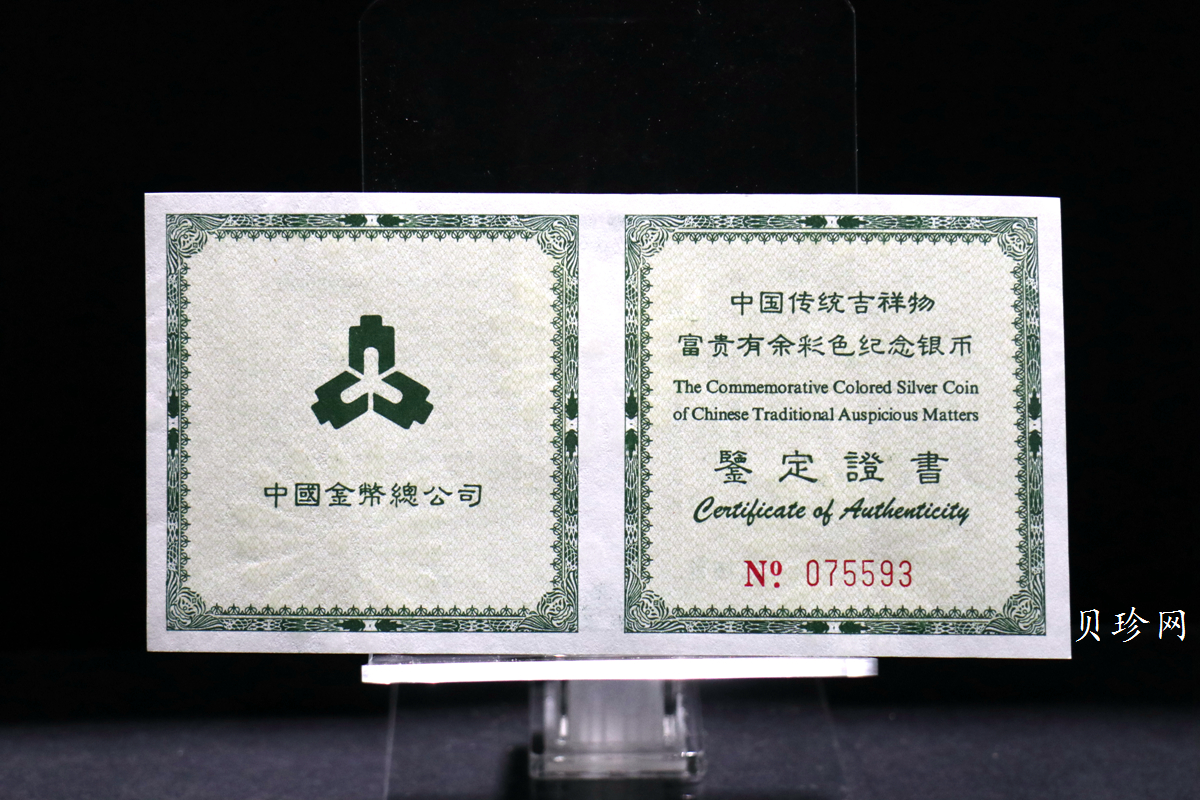 中國金幣總公司
中国传统吉祥物
富贵有余彩色纪念银币
The Commemorative Colored Silver Coin
of Chinese Traditional Auspicious Matters
鑒定證書
Certificate of Authenticity
Nº 075593
贝珍网